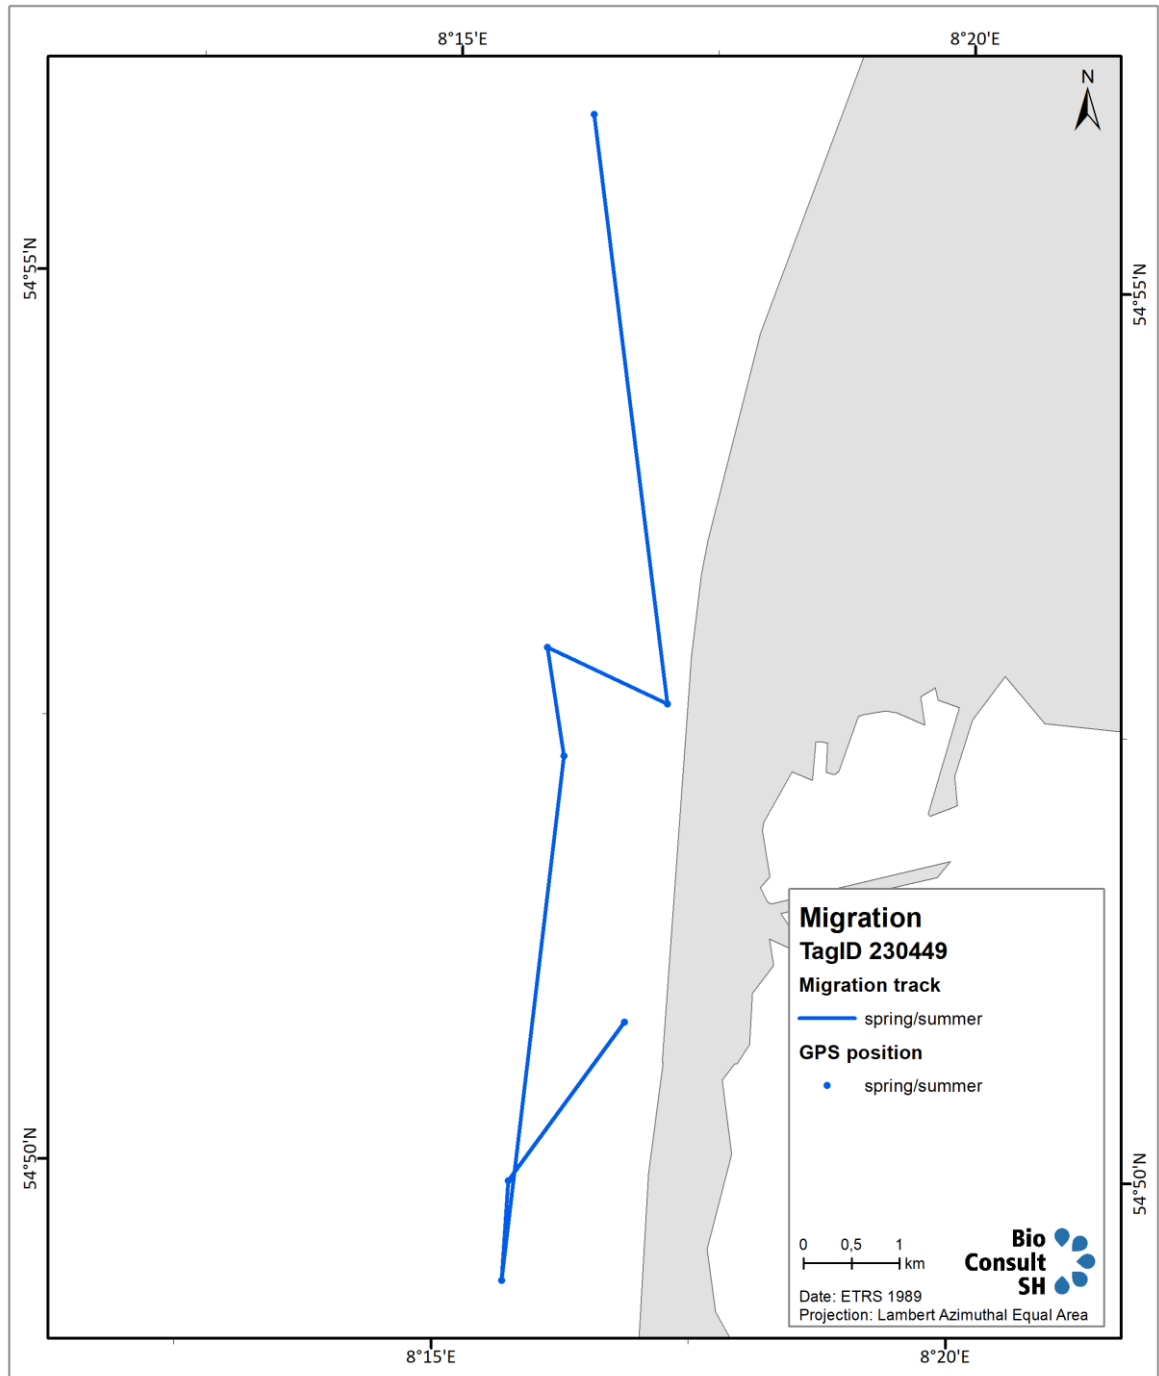 8°15'E
8°20'E
N
54°55'N
54°55'N
Migration
TagID 230449
Migration track
spring/summer
GPS position
spring/summer
54°50'N
54°50'N
0 0,5 1
km
Bio
Consult
SH
Date: ETRS 1989
Projection: Lambert Azimuthal Equal Area
8°15'E
8°20'E